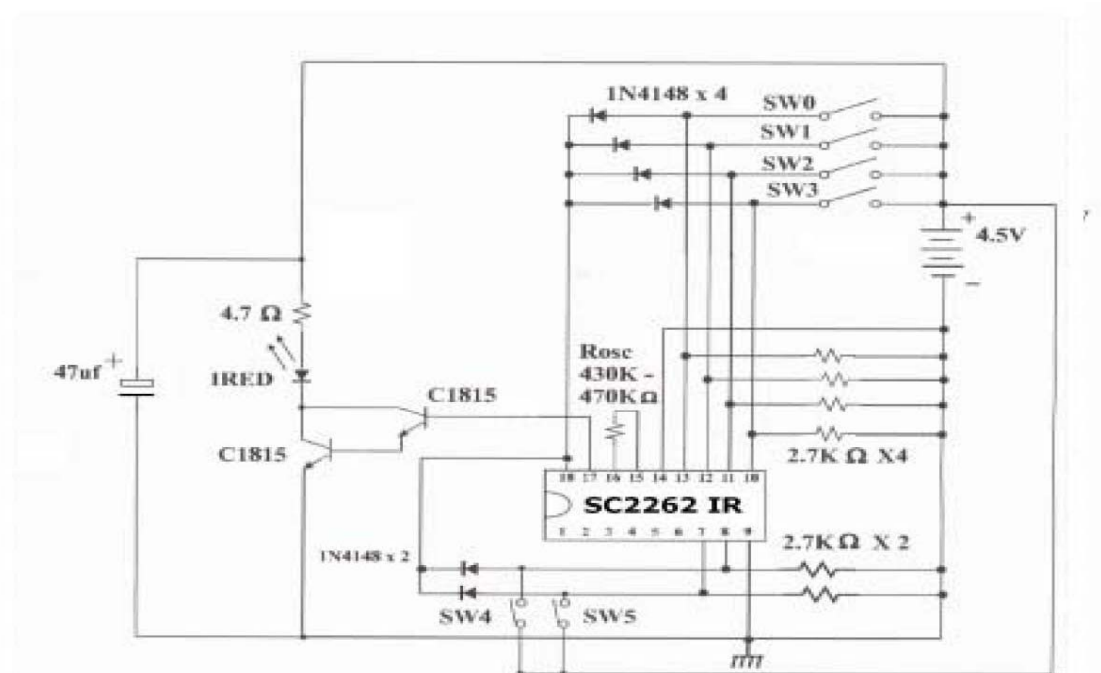 1N4148 x 4
SW0
SW1
SW2
SW3
+
4.5V
-
4.7 Ω
47uf +
IRED
C1815
C1815
Rosc
430K -
470K Ω
2.7K Ω X4
18 17 16 15 14 13 12 11 10
SC2262 IR
1 2 3 4 5 6 7 8 9
2.7K Ω X 2
1N4148 x 2
SW4
SW5